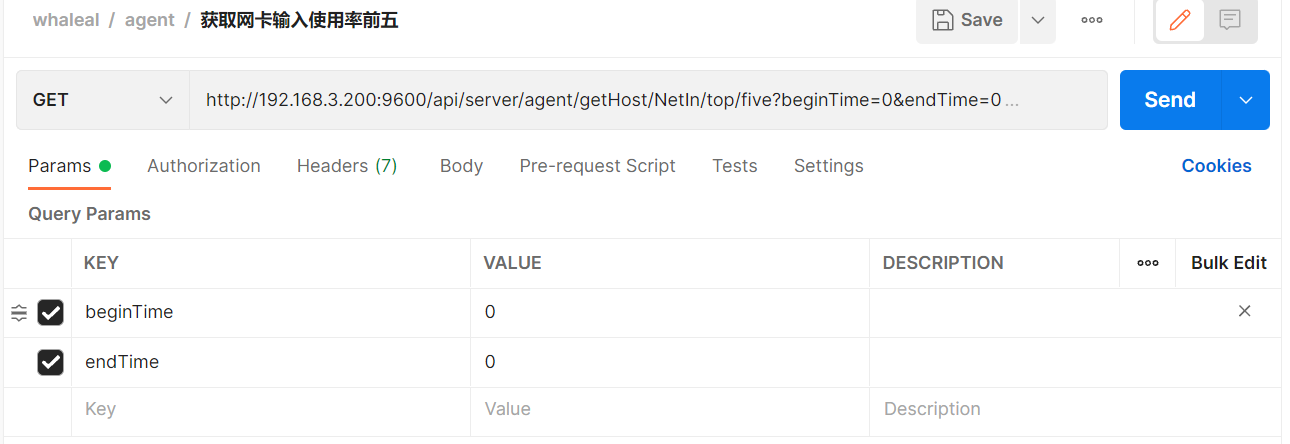 whaleal / agent / 获取网卡输入使用率前五
Save
GET
http://192.168.3.200:9600/api/server/agent/getHost/NetIn/top/five?beginTime=0&endTime=0 ...
Send
Params Authorization Headers (7) Body Pre-request Script Tests Settings Cookies
Query Params
KEY VALUE DESCRIPTION Bulk Edit
beginTime 0
endTime 0
Key Value Description